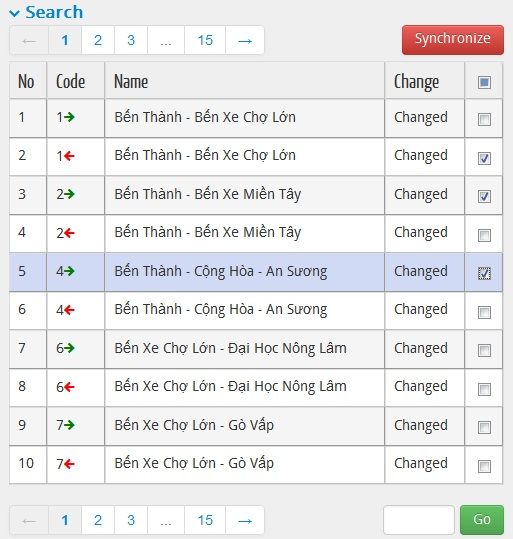 Search
← 1 2 3 ... 15 → Synchronize
No Code Name Change
1 1→ Bến Thành - Bến Xe Chợ Lớn Changed
2 1← Bến Thành - Bến Xe Chợ Lớn Changed
3 2→ Bến Thành - Bến Xe Miền Tây Changed
4 2← Bến Thành - Bến Xe Miền Tây Changed
5 4→ Bến Thành - Cộng Hòa - An Sương Changed
6 4← Bến Thành - Cộng Hòa - An Sương Changed
7 6→ Bến Xe Chợ Lớn - Đại Học Nông Lâm Changed
8 6← Bến Xe Chợ Lớn - Đại Học Nông Lâm Changed
9 7→ Bến Xe Chợ Lớn - Gò Vấp Changed
10 7← Bến Xe Chợ Lớn - Gò Vấp Changed
← 1 2 3 ... 15 → Go